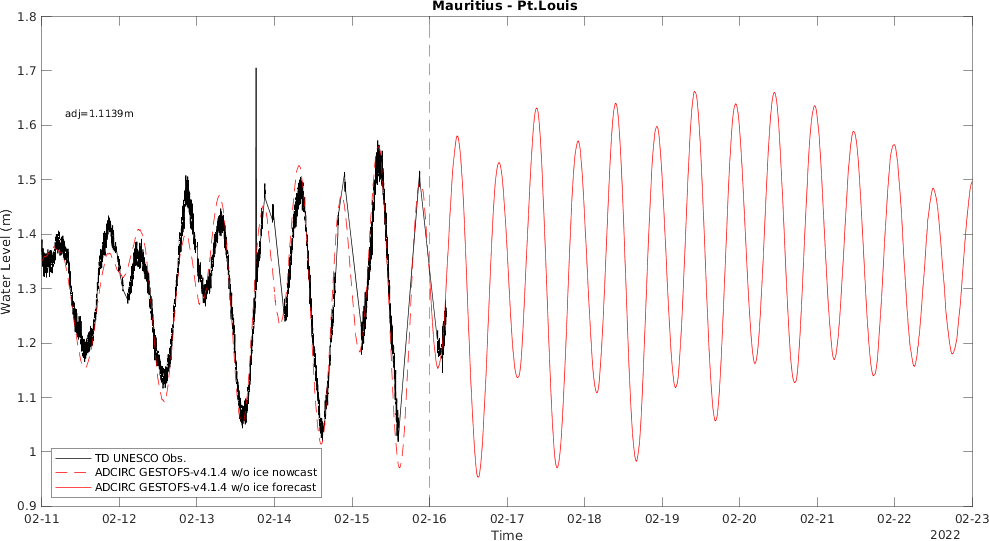 Mauritius - Pt.Louis
1.8
1.7
1.6
1.5
1.4
1.3
1.2
1.1
1
0.9
Water Level (m)
adj=1.1139m
TD UNESCO Obs.
ADCIRC GESTOFS-v4.1.4 w/o ice nowcast
ADCIRC GESTOFS-v4.1.4 w/o ice forecast
02-11 02-12 02-13 02-14 02-15 02-16 02-17 02-18 02-19 02-20 02-21 02-22 02-23
Time
2022